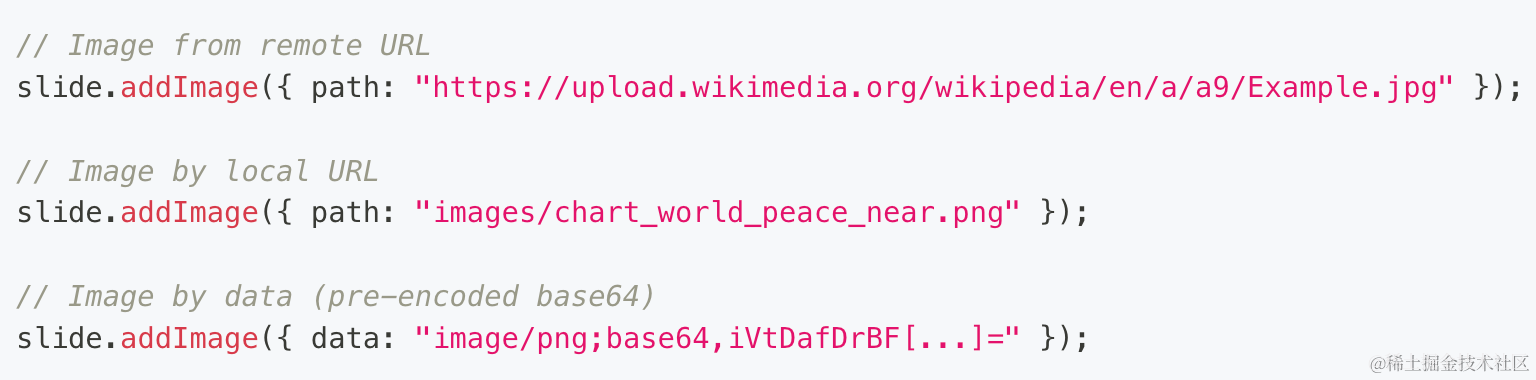 // Image from remote URL
slide.addImage({ path: "https://upload.wikimedia.org/wikipedia/en/a/a9/Example.jpg" });
// Image by local URL
slide.addImage({ path: "images/chart_world_peace_near.png" });
// Image by data (pre-encoded base64)
slide.addImage({ data: "image/png;base64,iVtDafDrBF[...]=" });
@稀土掘金技术社区